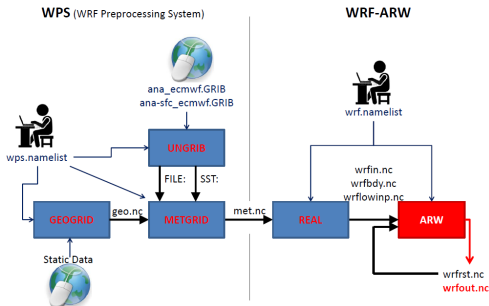 WPS (WRF Preprocessing System)
WRF-ARW
ana_ecmwf.GRIB
ana-sfc_ecmwf.GRIB
wrf.namelist
wps.namelist
UNGRIB
FILE:
SST:
wrfin.nc
wrfbdy.nc
wrflowinp.nc
GEOGRID
geo.nc
METGRID
met.nc
REAL
ARW
Static Data
wrfrst.nc
wrfout.nc